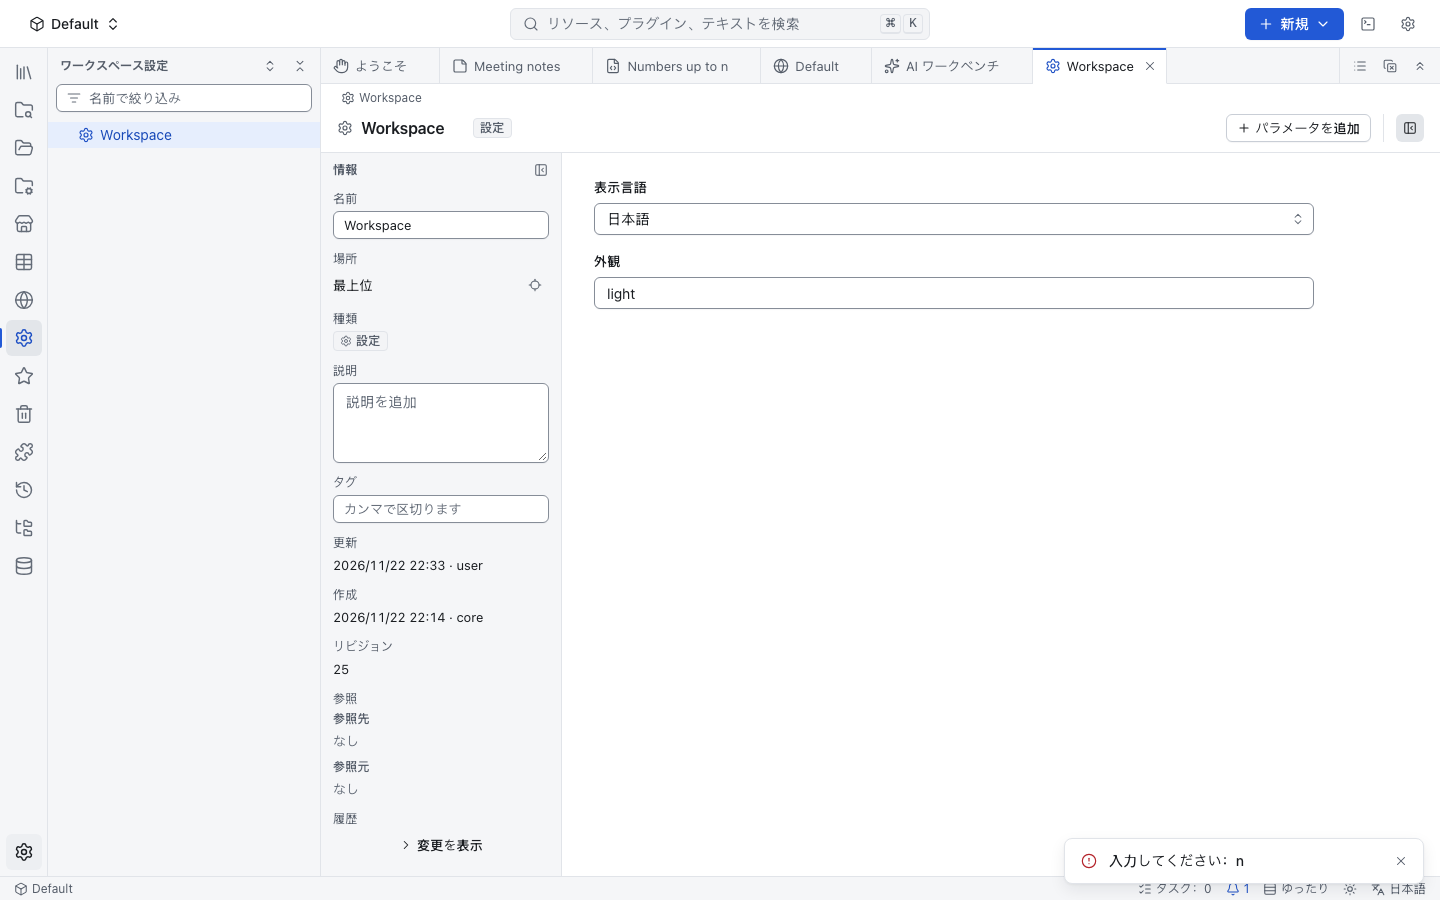 Default
リソース、プラグイン、テキストを検索
⌘ K
新規
ワークスペース設定
名前で絞り込み
Workspace
ようこそ
Meeting notes
Numbers up to n
Default
AI ワークベンチ
Workspace
Workspace
Workspace
設定
パラメータを追加
情報
名前
Workspace
場所
最上位
種類
設定
説明
説明を追加
タグ
カンマで区切ります
更新
2026/11/22 22:33 · user
作成
2026/11/22 22:14 · core
リビジョン
25
参照
参照先
なし
参照元
なし
履歴
変更を表示
表示言語
日本語
外観
light
入力してください: n
Default
タスク: 0
1
ゆったり
日本語